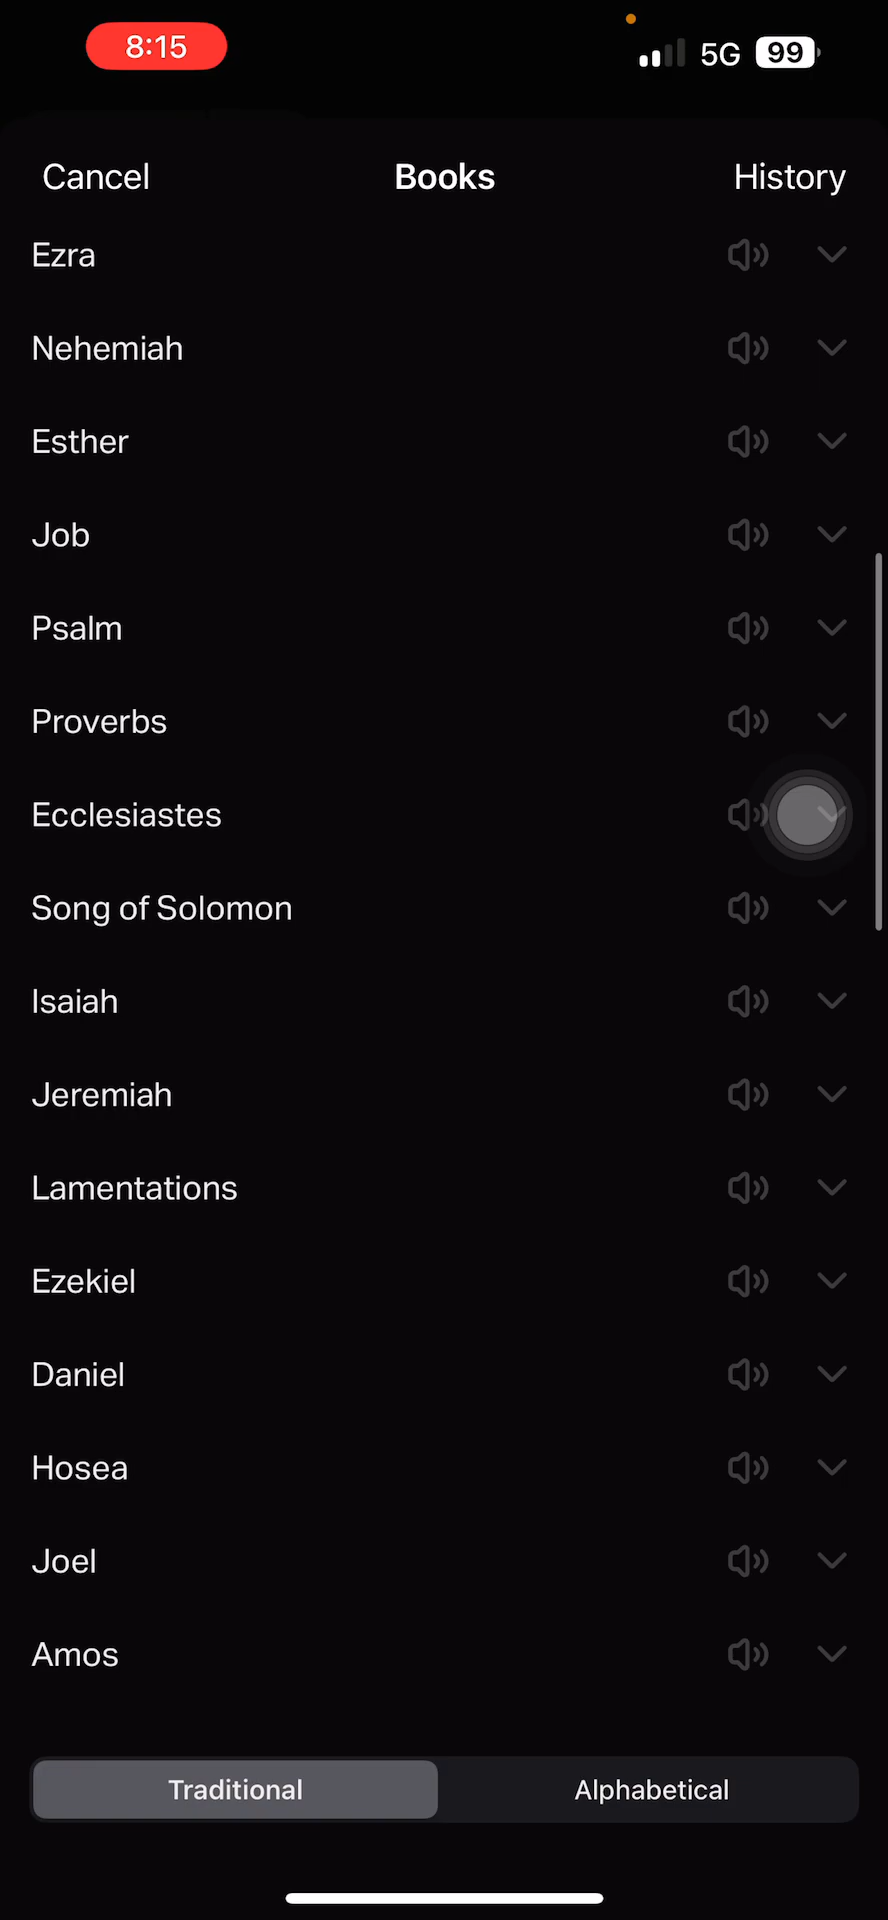 8:15
5G 99
Cancel
Books
History
Ezra
Nehemiah
Esther
Job
Psalm
Proverbs
Ecclesiastes
Song of Solomon
Isaiah
Jeremiah
Lamentations
Ezekiel
Daniel
Hosea
Joel
Amos
Traditional
Alphabetical